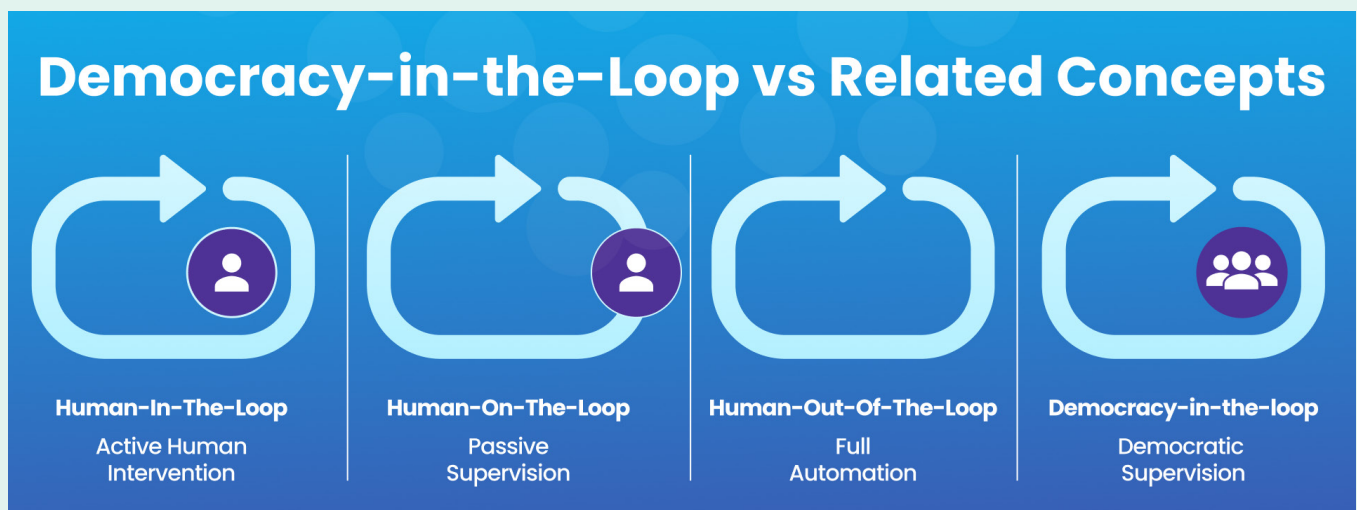 Democracy-in-the-Loop vs Related Concepts
Human-In-The-Loop
Active Human
Intervention
Human-On-The-Loop
Passive
Supervision
Human-Out-Of-The-Loop
Full
Automation
Democracy-in-the-loop
Democratic
Supervision